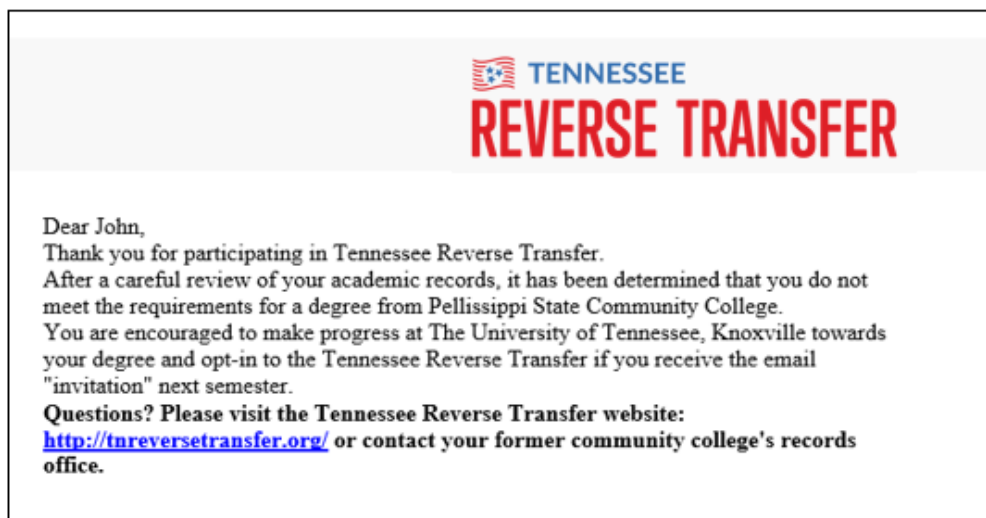 TENNESSEE
REVERSE TRANSFER
Dear John,
Thank you for participating in Tennessee Reverse Transfer.
After a careful review of your academic records, it has been determined that you do not
meet the requirements for a degree from Pellissippi State Community College.
You are encouraged to make progress at The University of Tennessee, Knoxville towards
your degree and opt-in to the Tennessee Reverse Transfer if you receive the email
"invitation" next semester.
Questions? Please visit the Tennessee Reverse Transfer website:
http://tnreversetransfer.org/ or contact your former community college's records
office.